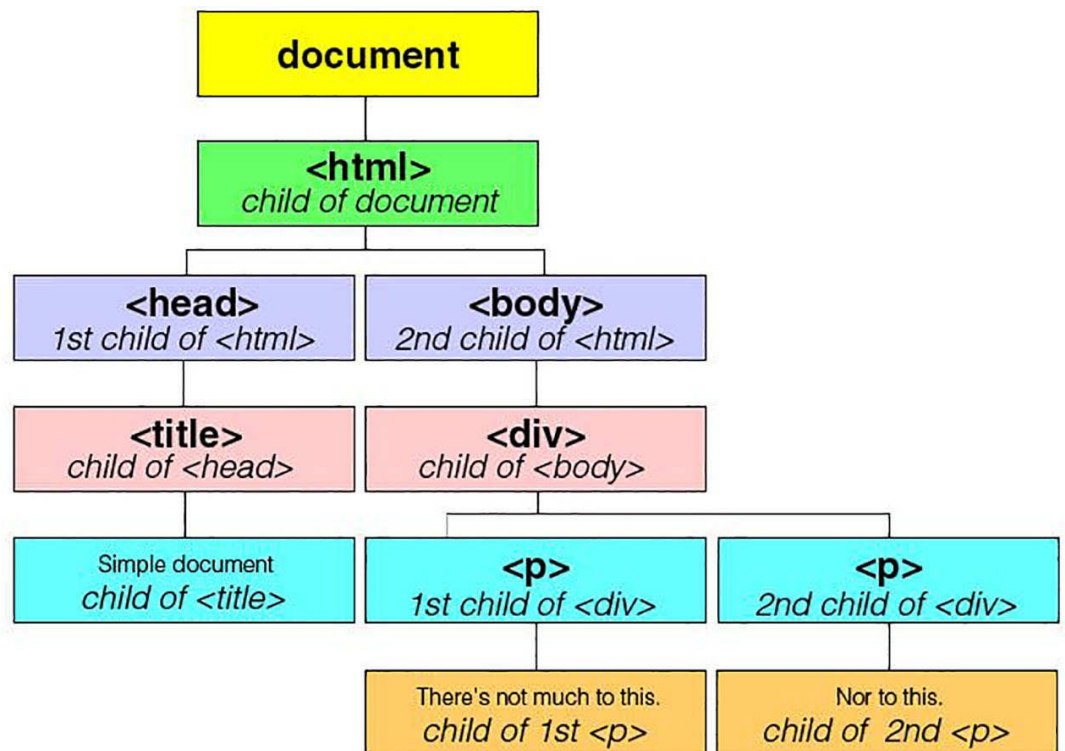 document
<html>
child of document
<head>
1st child of <html>
<body>
2nd child of <html>
<title>
child of <head>
<div>
child of <body>
Simple document
child of <title>
<p>
1st child of <div>
<p>
2nd child of <div>
There's not much to this.
child of 1st <p>
Nor to this.
child of 2nd <p>